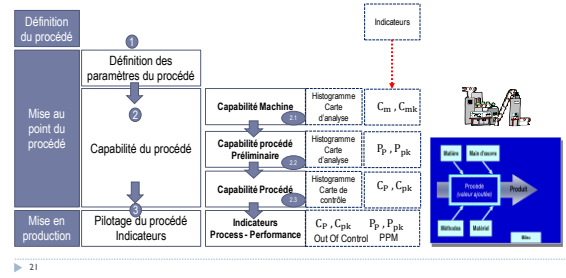 Définition
du procédé
Indicateurs
1
Définition des
paramètres du procédé
Mise au
point du
procédé
2
Capabilité du procédé
Capabilité Machine
2.1
Histogramme
Carte
d'analyse
Cm , Cmk
Capabilité procédé
Préliminaire
2.2
Histogramme
Carte
d'analyse
PP , Ppk
Capabilité Procédé
2.3
Histogramme
Carte de
contrôle
CP , Cpk
3
Mise en
production
Pilotage du procédé
Indicateurs
Indicateurs
Process - Performance
CP , Cpk PP , Ppk
Out Of Control PPM
Matière
Main d'œuvre
Procédé
(valeur ajoutée)
Produit
Méthodes
Matériel
Milieu
21